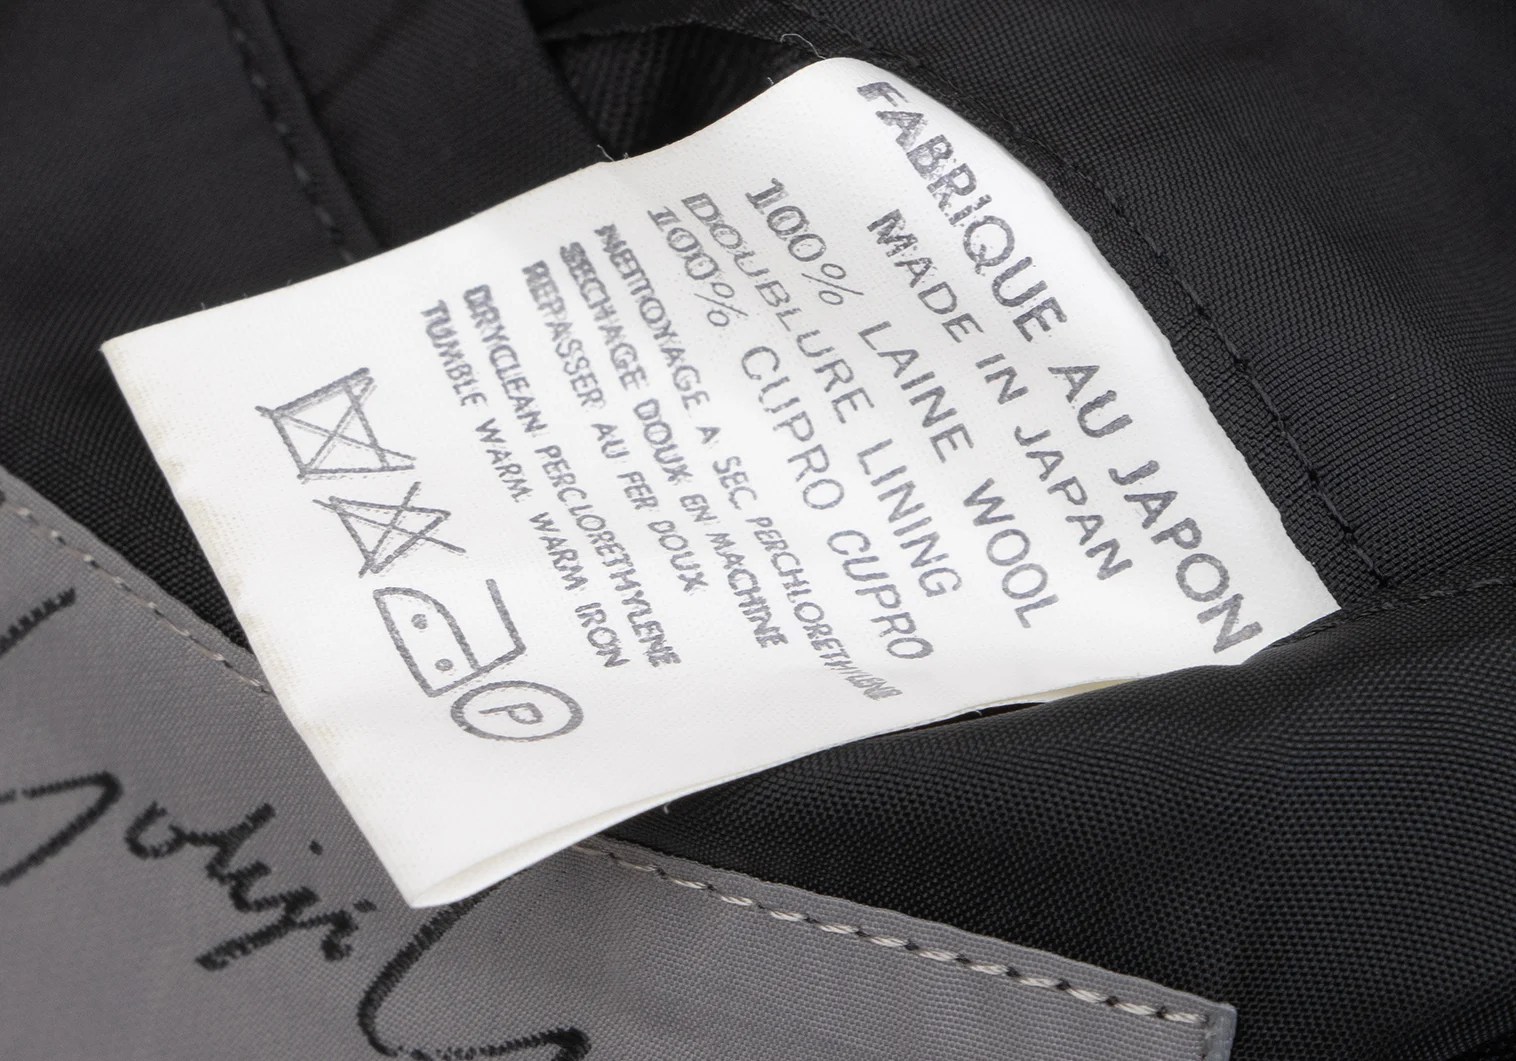 FABRIQUE AU JAPON
MADE IN JAPAN
100% LAINE WOOL
DOUBLURE LINING
100% CUPRO CUPRO
NETTOYAGE A SEC PERCHLORETHYLENE
SECHAGE DOUX EN MACHINE
REPASSER AU FER DOUX
DRYCLEAN PERCLORETHYLENE
TUMBLE WARM. WARM IRON
P